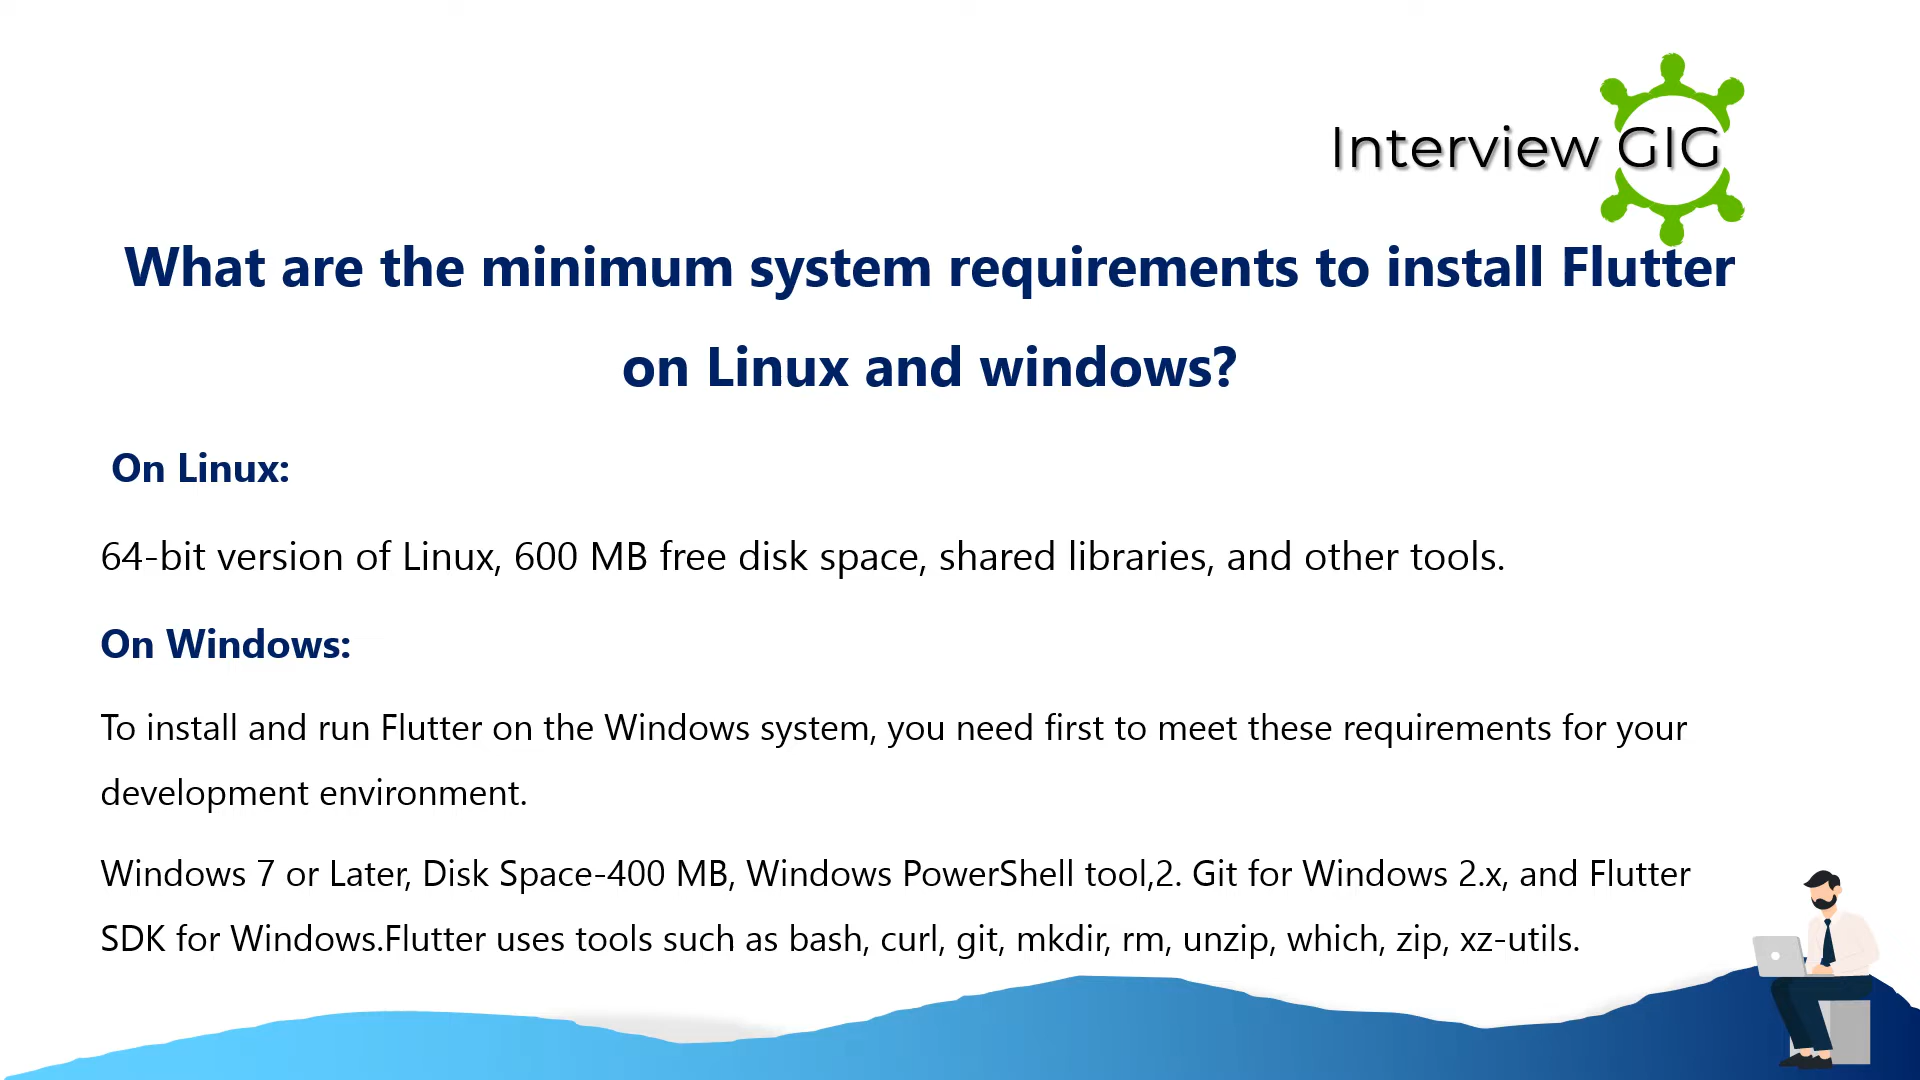 Interview GIG
What are the minimum system requirements to install Flutter
on Linux and windows?
On Linux:
64-bit version of Linux, 600 MB free disk space, shared libraries, and other tools.
On Windows:
To install and run Flutter on the Windows system, you need first to meet these requirements for your
development environment.
Windows 7 or Later, Disk Space-400 MB, Windows PowerShell tool,2. Git for Windows 2.x, and Flutter
SDK for Windows.Flutter uses tools such as bash, curl, git, mkdir, rm, unzip, which, zip, xz-utils.